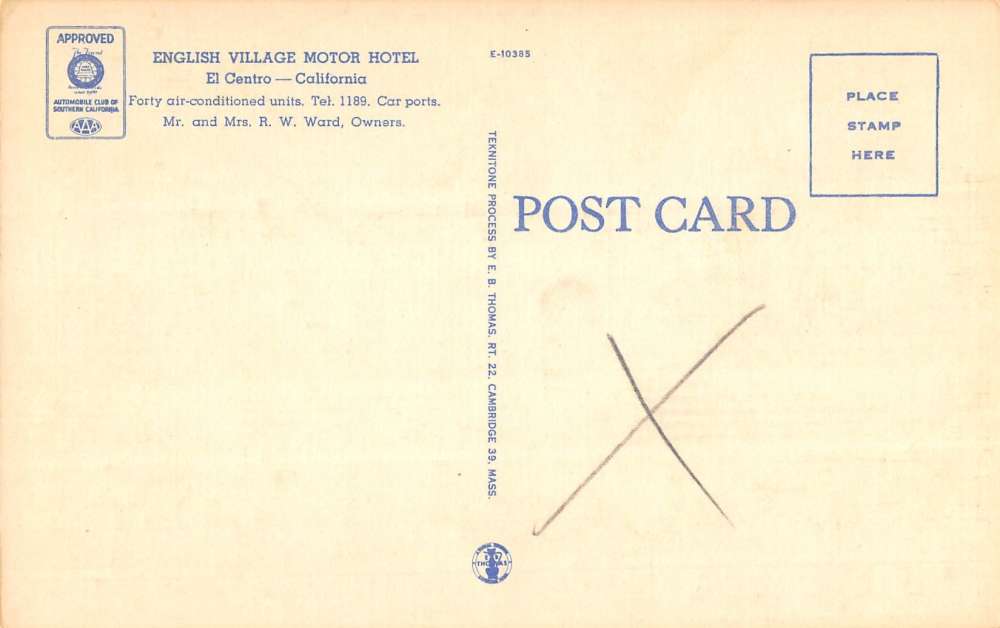 APPROVED
AUTOMOBILE CLUB OF
SOUTHERN CALIFORNIA
AAA
ENGLISH VILLAGE MOTOR HOTEL
El Centro — California
Forty air-conditioned units. Tel. 1189. Car ports.
Mr. and Mrs. R. W. Ward, Owners.
E-10385
TEKNITONE PROCESS BY E. B. THOMAS, RT. 22, CAMBRIDGE 39, MASS.
THOMAS
POST CARD
PLACE
STAMP
HERE
X